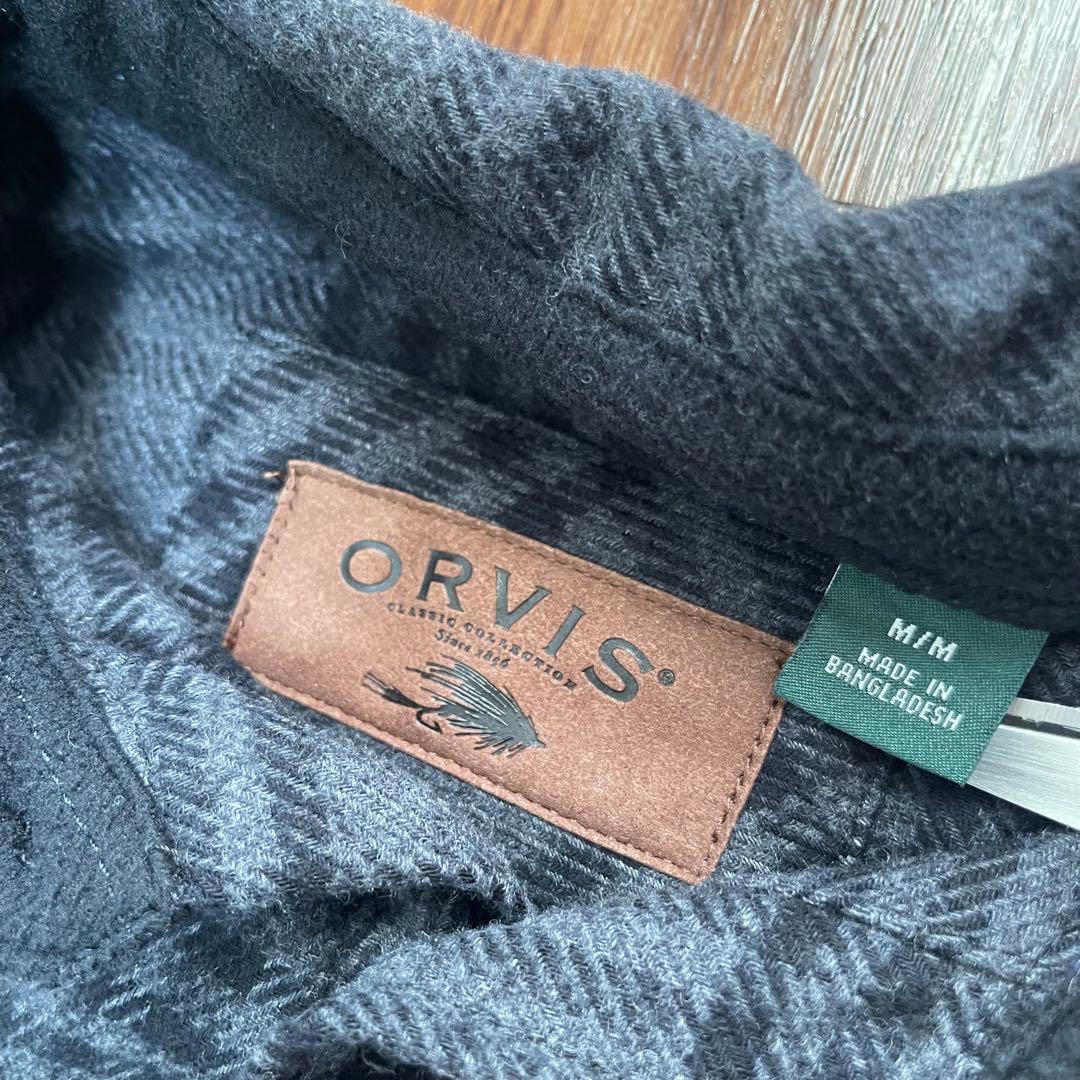 ORVIS®
CLASSIC COLLECTION
Since 1856
M/M
MADE IN
BANGLADESH